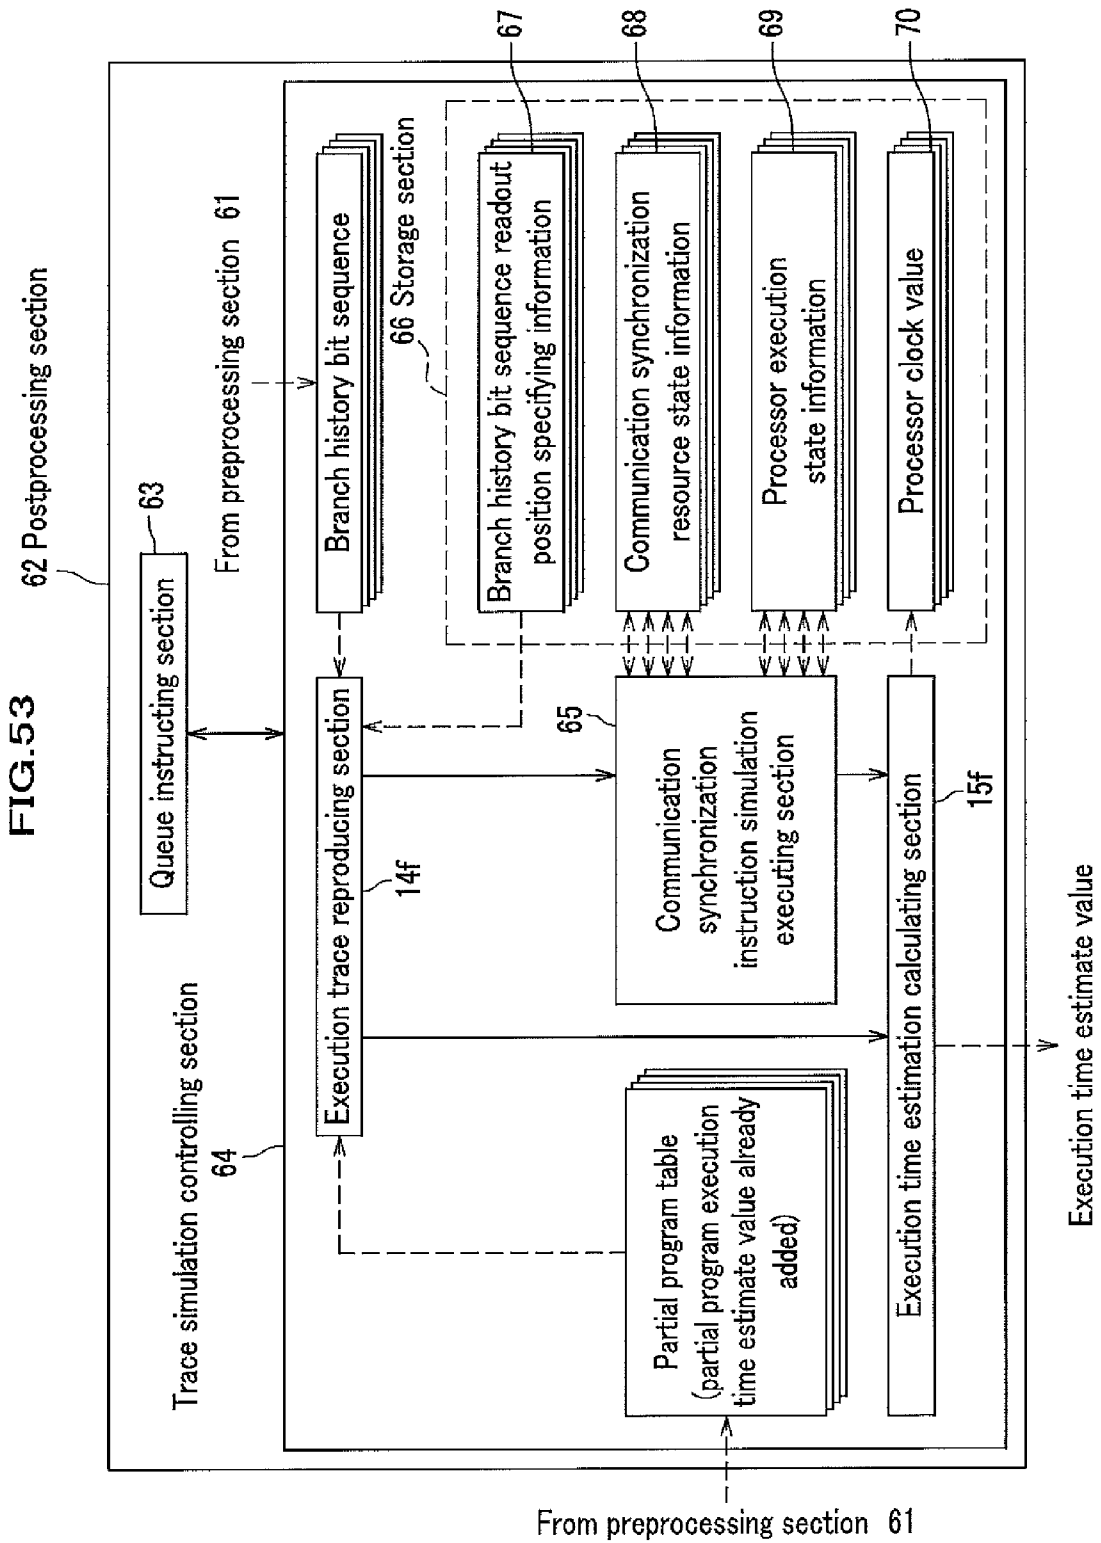 FIG.53
62 Postprocessing section
63
Queue instructing section
Trace simulation controlling section
64
From preprocessing section 61
Branch history bit sequence
Execution trace reproducing section
14f
66 Storage section
67
Branch history bit sequence readout
position specifying information
68
Communication synchronization
resource state information
69
Processor execution
state information
70
Processor clock value
65
Communication
synchronization
instruction simulation
executing section
Partial program table
(partial program execution
time estimate value already
added)
From preprocessing section 61
Execution time estimation calculating section
15f
Execution time estimate value